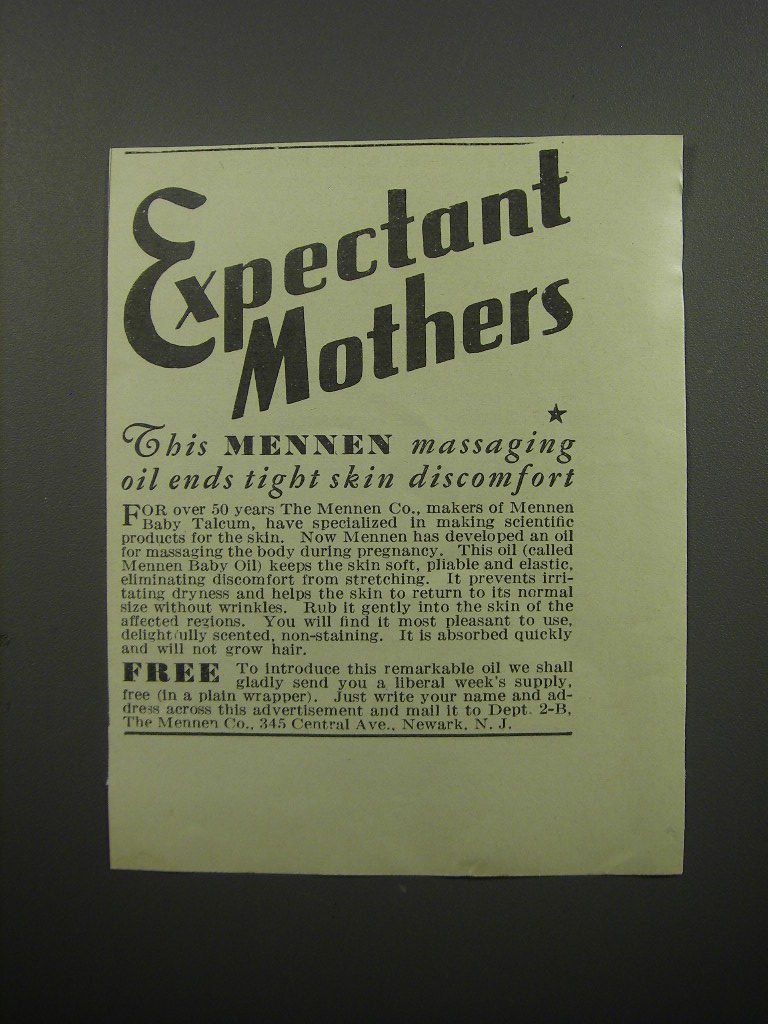 Expectant
Mothers
This MENNEN massaging
oil ends tight skin discomfort
FOR over 50 years The Mennen Co., makers of Mennen
Baby Talcum, have specialized in making scientific
products for the skin. Now Mennen has developed an oil
for massaging the body during pregnancy. This oil (called
Mennen Baby Oil) keeps the skin soft, pliable and elastic,
eliminating discomfort from stretching. It prevents irri-
tating dryness and helps the skin to return to its normal
size without wrinkles. Rub it gently into the skin of the
affected regions. You will find it most pleasant to use,
delightfully scented, non-staining. It is absorbed quickly
and will not grow hair.
FREE To introduce this remarkable oil we shall
gladly send you a liberal week's supply,
free (in a plain wrapper). Just write your name and ad-
dress across this advertisement and mail it to Dept. 2-B,
The Mennen Co., 345 Central Ave., Newark, N. J.